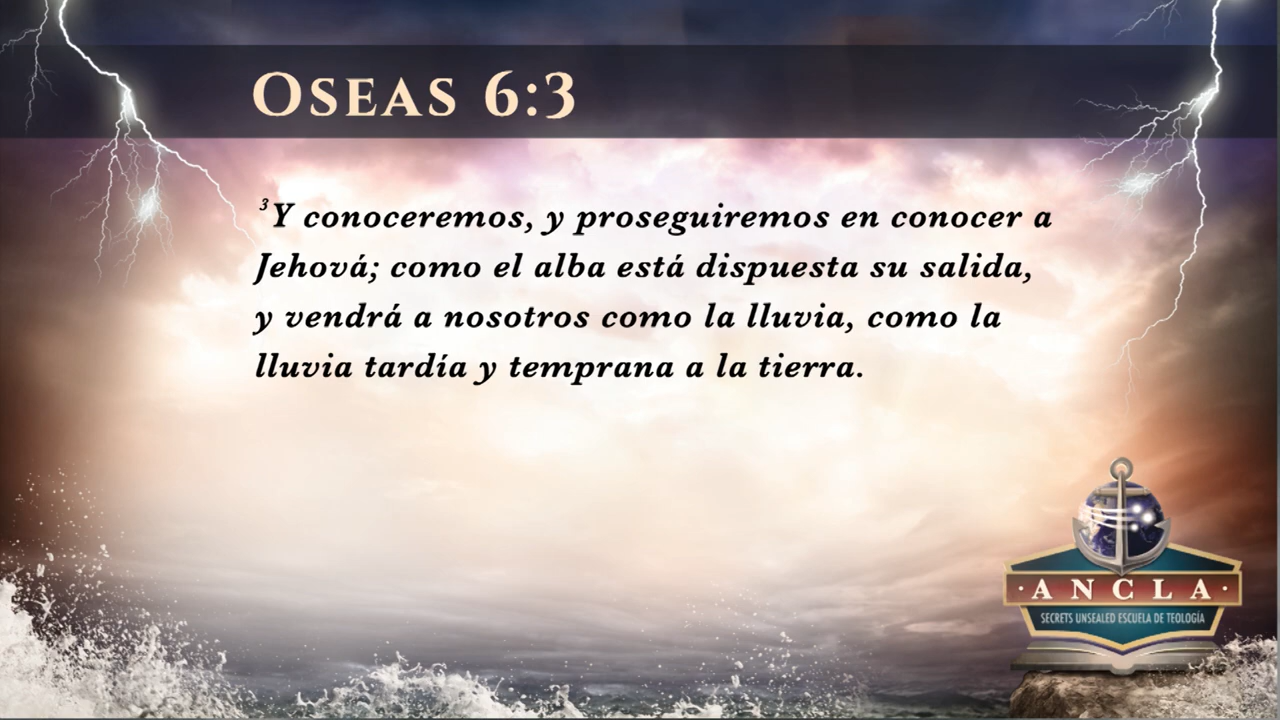 OSEAS 6:3
³Y conoceremos, y proseguiremos en conocer a
Jehová; como el alba está dispuesta su salida,
y vendrá a nosotros como la lluvia, como la
lluvia tardía y temprana a la tierra.
· A N C L A ·
SECRETS UNSEALED ESCUELA DE TEOLOGÍA